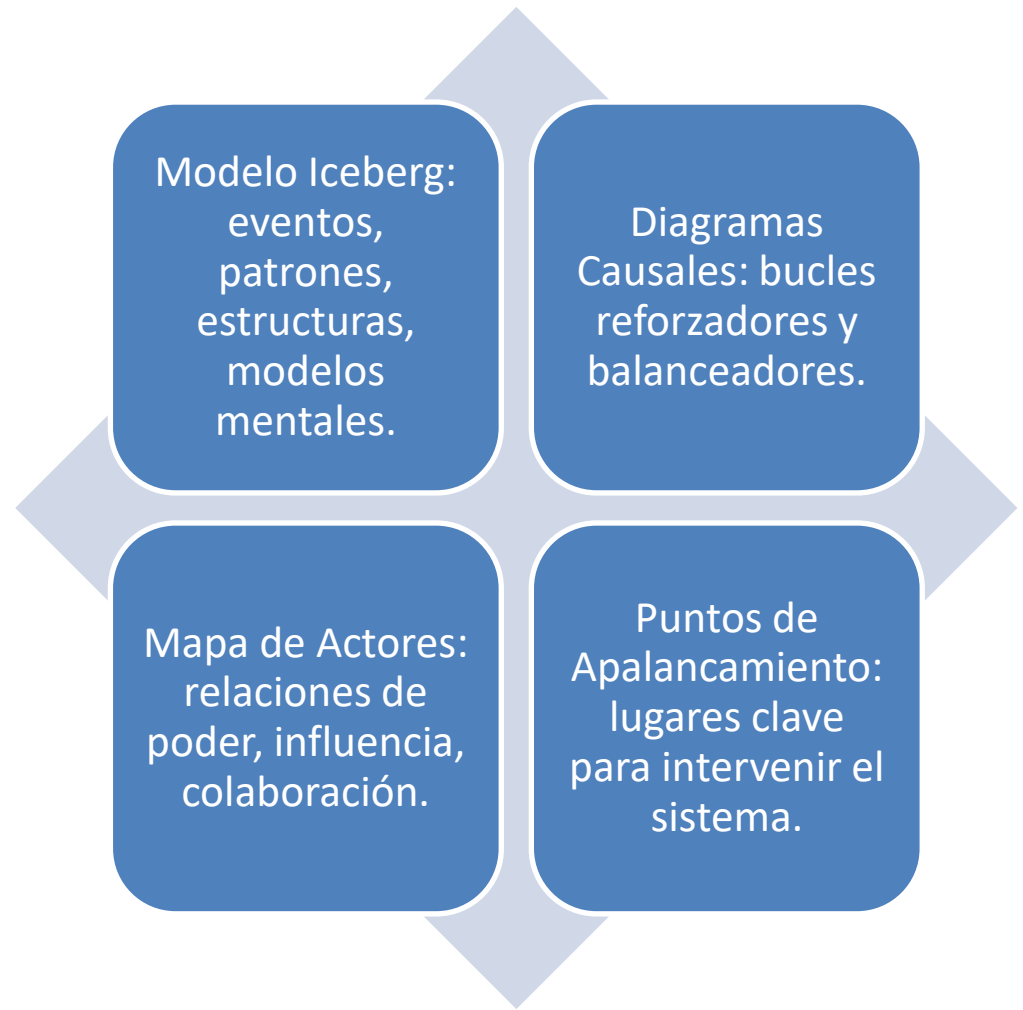 Modelo Iceberg:
eventos,
patrones,
estructuras,
modelos
mentales.
Diagramas
Causales: bucles
reforzadores y
balanceadores.
Mapa de Actores:
relaciones de
poder, influencia,
colaboración.
Puntos de
Apalancamiento:
lugares clave
para intervenir el
sistema.